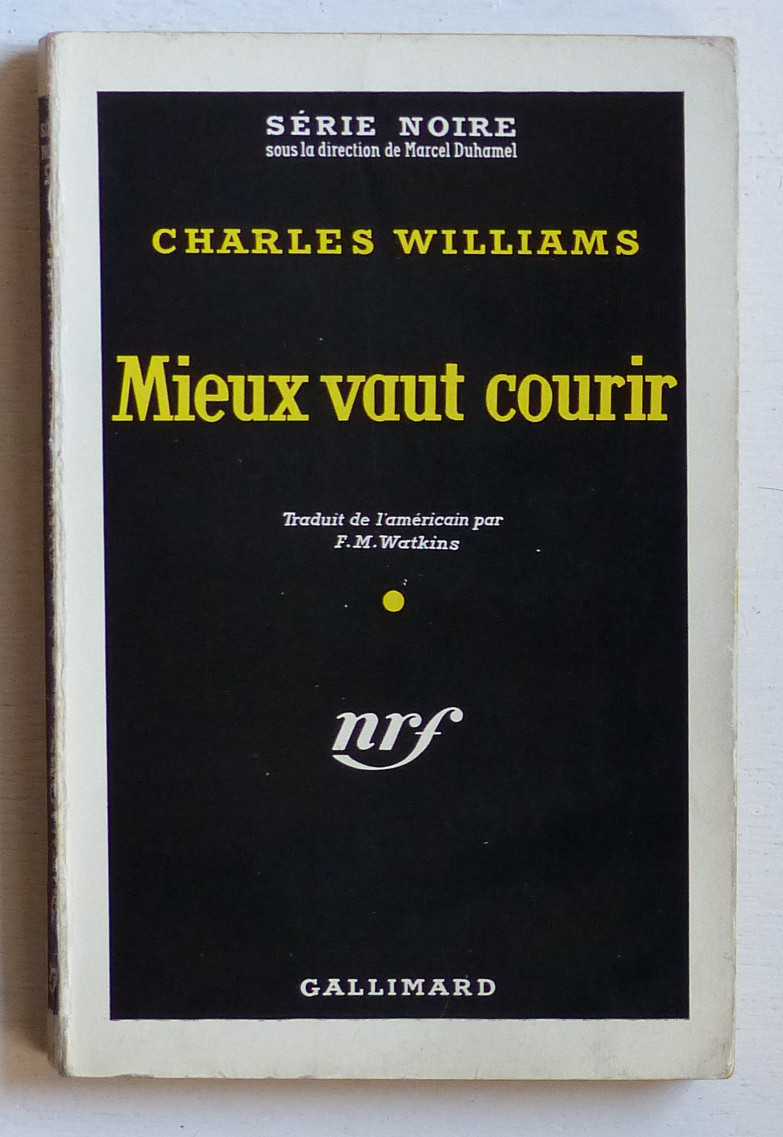 SÉRIE NOIRE
sous la direction de Marcel Duhamel
CHARLES WILLIAMS
Mieux vaut courir
Traduit de l'américain par
F. M. Watkins
nrf
GALLIMARD